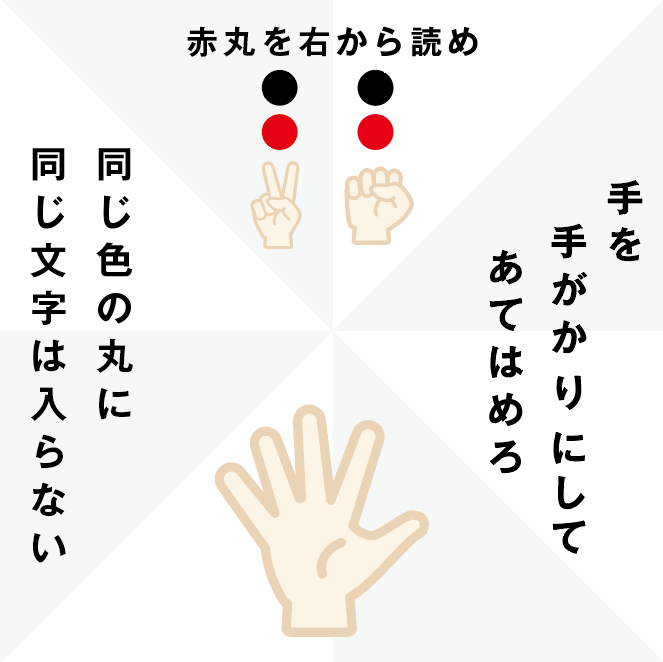 赤丸を右から読め
手を
手がかりにして
あてはめろ
同じ色の丸に
同じ文字は入らない